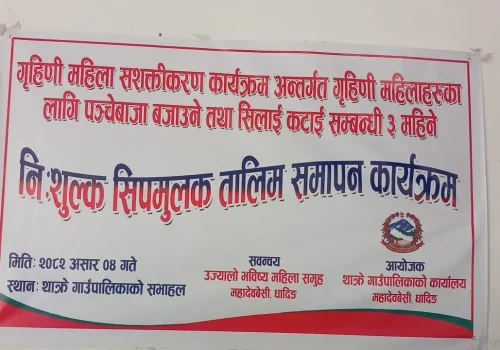 गृहिणी महिला सशक्तीकरण कार्यक्रम अन्तर्गत गृहिणी महिलाहरुका
लागि पञ्चेबाजा बजाउने तथा सिलाई कटाई सम्बन्धी ३ महिने
नि:शुल्क सिपमुलक तालिम समापन कार्यक्रम
मितिः २०८२ असार ०४ गते
स्थानः थाक्रे गाउँपालिकाको सभाहल
सवन्वय
उज्यालो भविष्य महिला समुह
महादेवबेसी, धादिङ
आयोजक
थाक्रे गाउँपालिकाको कार्यालय
महादेवबेसी, धादिङ